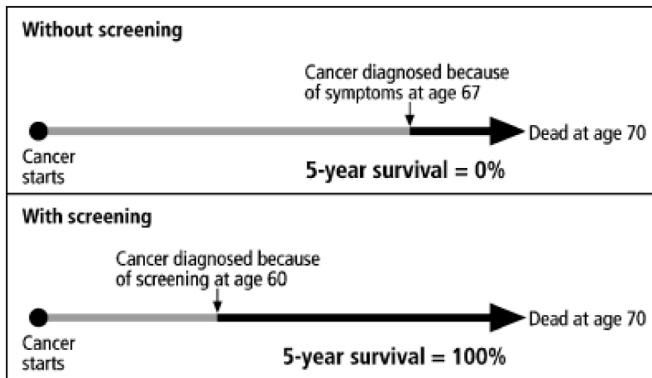 Without screening
Cancer diagnosed because
of symptoms at age 67
Dead at age 70
Cancer
starts
5-year survival = 0%
With screening
Cancer diagnosed because
of screening at age 60
Dead at age 70
Cancer
starts
5-year survival = 100%